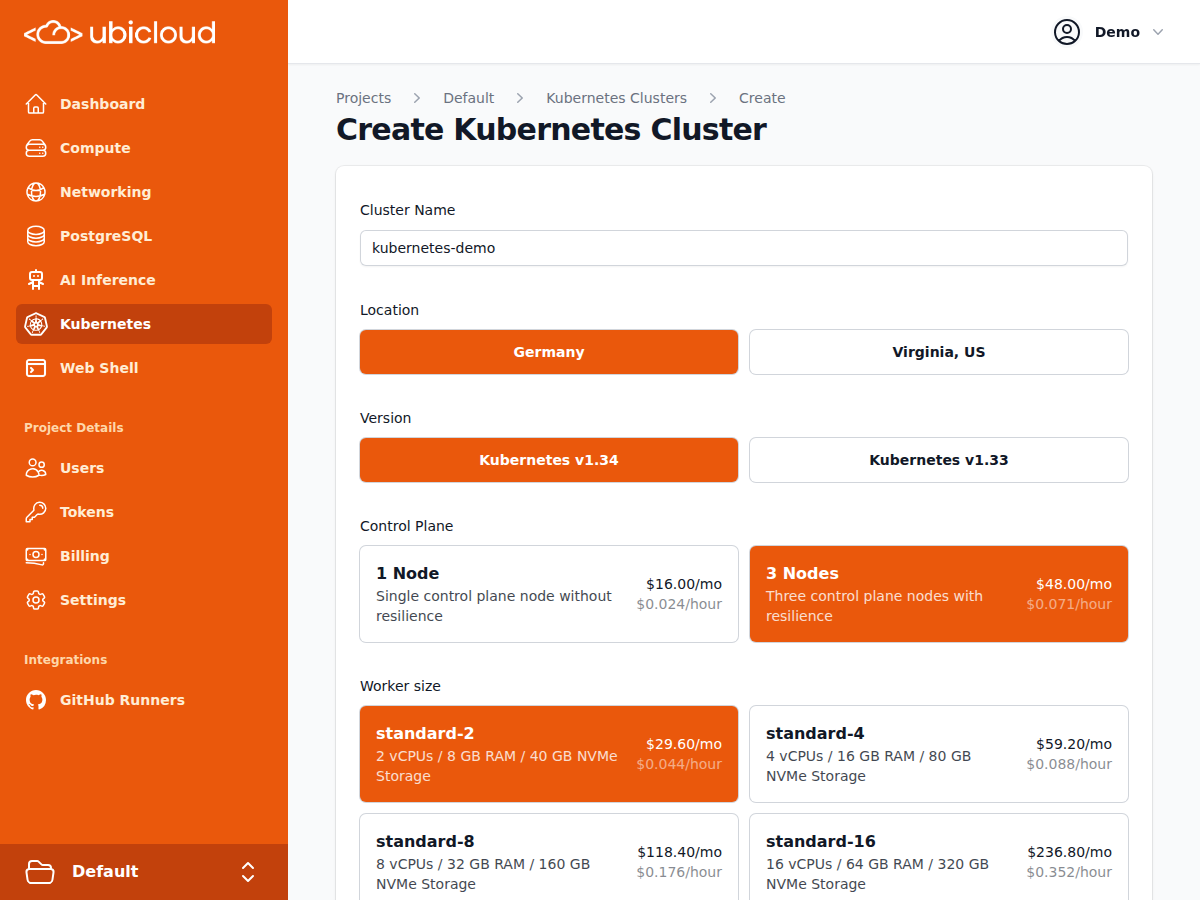 ubicloud
Demo
Dashboard
Compute
Networking
PostgreSQL
AI Inference
Kubernetes
Web Shell
Project Details
Users
Tokens
Billing
Settings
Integrations
GitHub Runners
Default
Projects > Default > Kubernetes Clusters > Create
Create Kubernetes Cluster
Cluster Name
kubernetes-demo
Location
Germany
Virginia, US
Version
Kubernetes v1.34
Kubernetes v1.33
Control Plane
1 Node
Single control plane node without
resilience
$16.00/mo
$0.024/hour
3 Nodes
Three control plane nodes with
resilience
$48.00/mo
$0.071/hour
Worker size
standard-2
2 vCPUs / 8 GB RAM / 40 GB NVMe
Storage
$29.60/mo
$0.044/hour
standard-4
4 vCPUs / 16 GB RAM / 80 GB
NVMe Storage
$59.20/mo
$0.088/hour
standard-8
8 vCPUs / 32 GB RAM / 160 GB
NVMe Storage
$118.40/mo
$0.176/hour
standard-16
16 vCPUs / 64 GB RAM / 320 GB
NVMe Storage
$236.80/mo
$0.352/hour